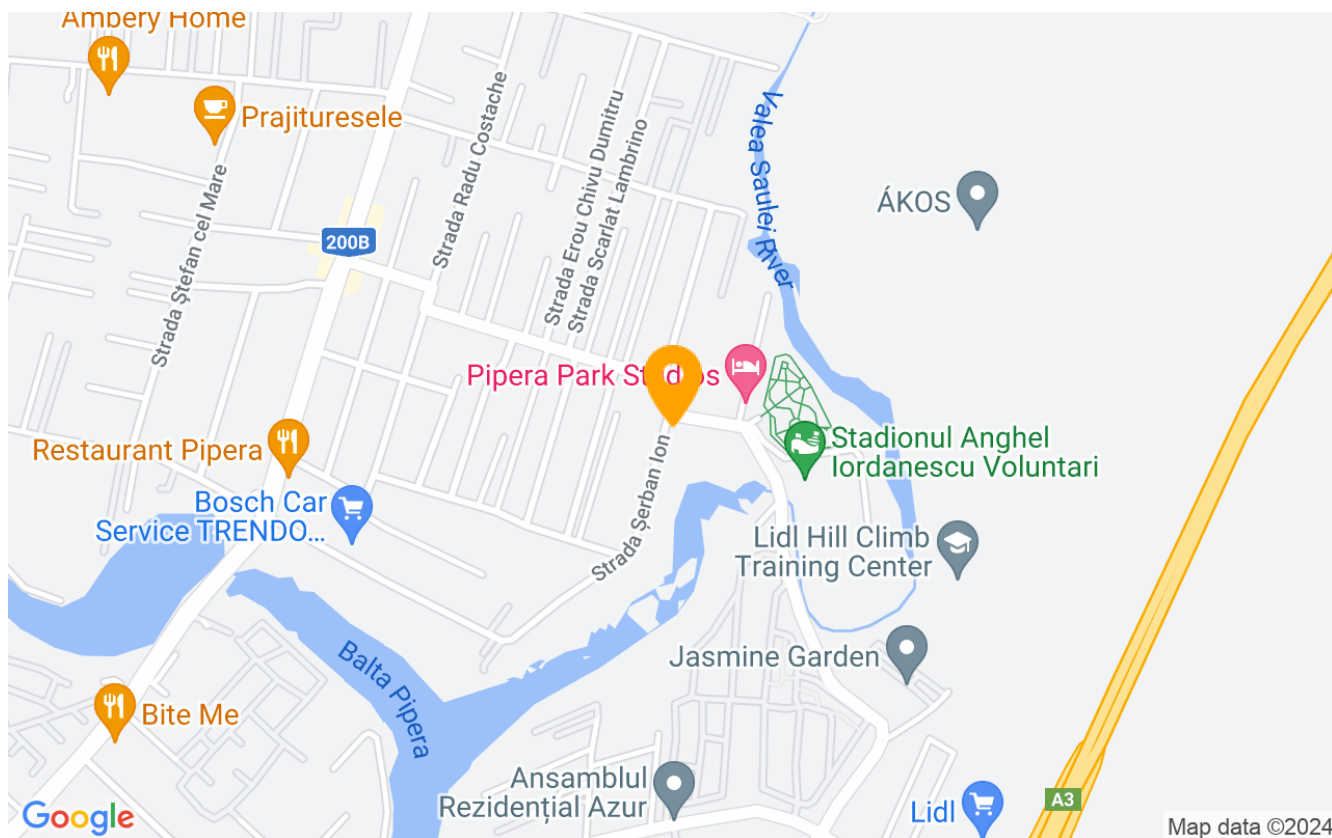 Ambery Home
Prajituresele
Strada Ștefan cel Mare
200B
Strada Radu Costache
Strada Erou Chivu Dumitru
Strada Scarlat Lambrino
Valea Saulei River
ÁKOS
Pipera Park
Stadionul Anghel
Iordanescu Voluntari
Restaurant Pipera
Bosch Car
Service TRENDO...
Strada Șerban Ion
Lidl Hill Climb
Training Center
Jasmine Garden
Balta Pipera
Bite Me
Ansamblul
Rezidențial Azur
Lidl
A3
Google
Map data ©2024